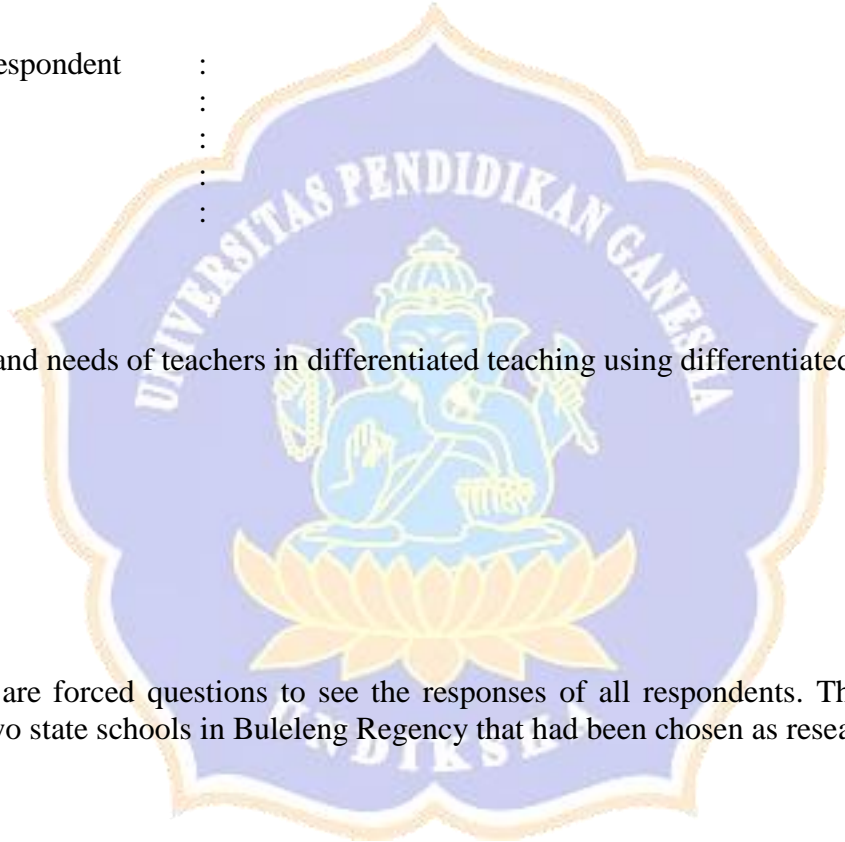 espondent :
:
:
:
:
UNIVERSITAS PENDIDIKAN GANESHA
and needs of teachers in differentiated teaching using differentiated
are forced questions to see the responses of all respondents. Th
vo state schools in Buleleng Regency that had been chosen as resea
UNDIKSHA